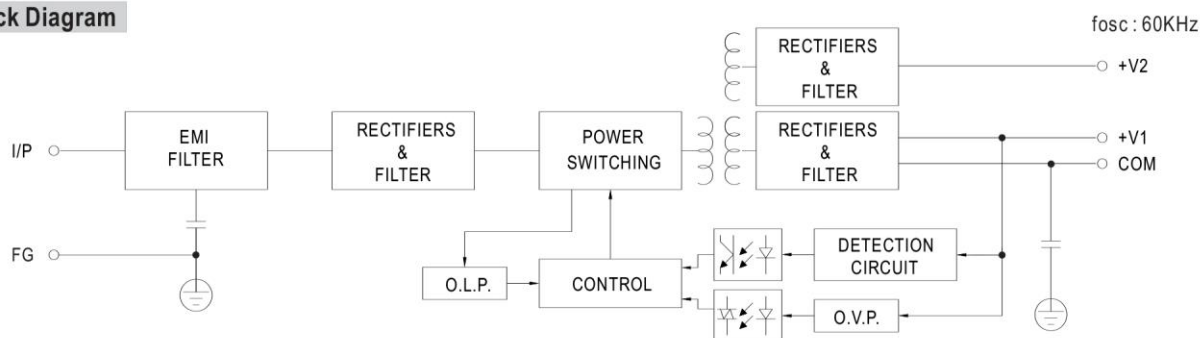 ck Diagram
fosc : 60KHz
RECTIFIERS
&
FILTER
+V2
I/P
EMI
FILTER
RECTIFIERS
&
FILTER
POWER
SWITCHING
RECTIFIERS
&
FILTER
+V1
COM
FG
O.L.P.
CONTROL
DETECTION
CIRCUIT
O.V.P.